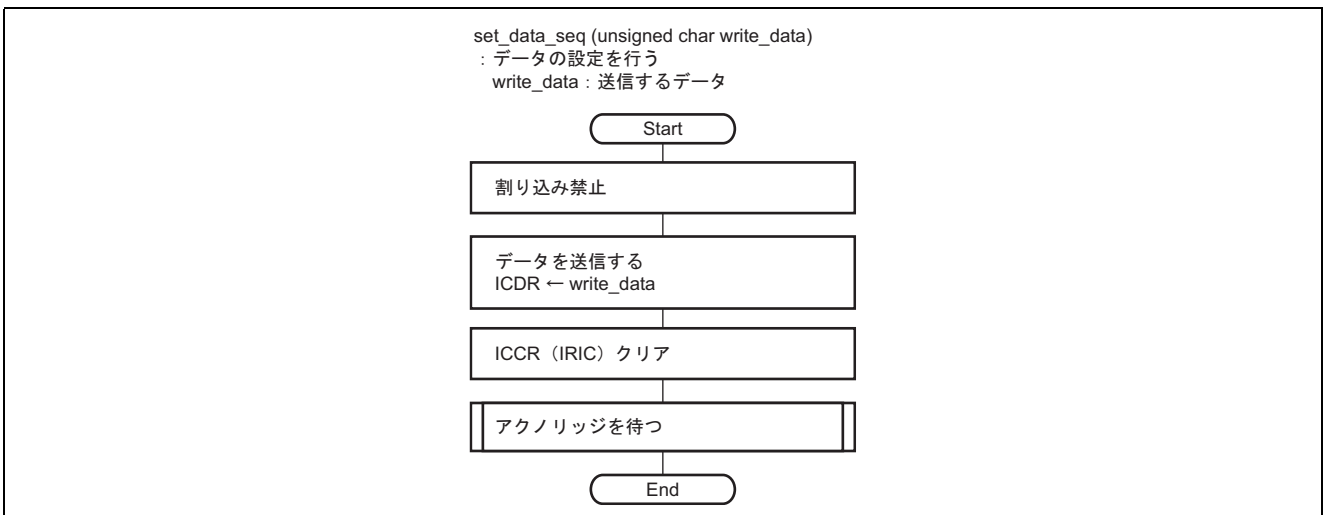 set_data_seq (unsigned char write_data)
：データの設定を行う
write_data：送信するデータ
Start
割り込み禁止
データを送信する
ICDR ← write_data
ICCR（IRIC）クリア
アクノリッジを待つ
End